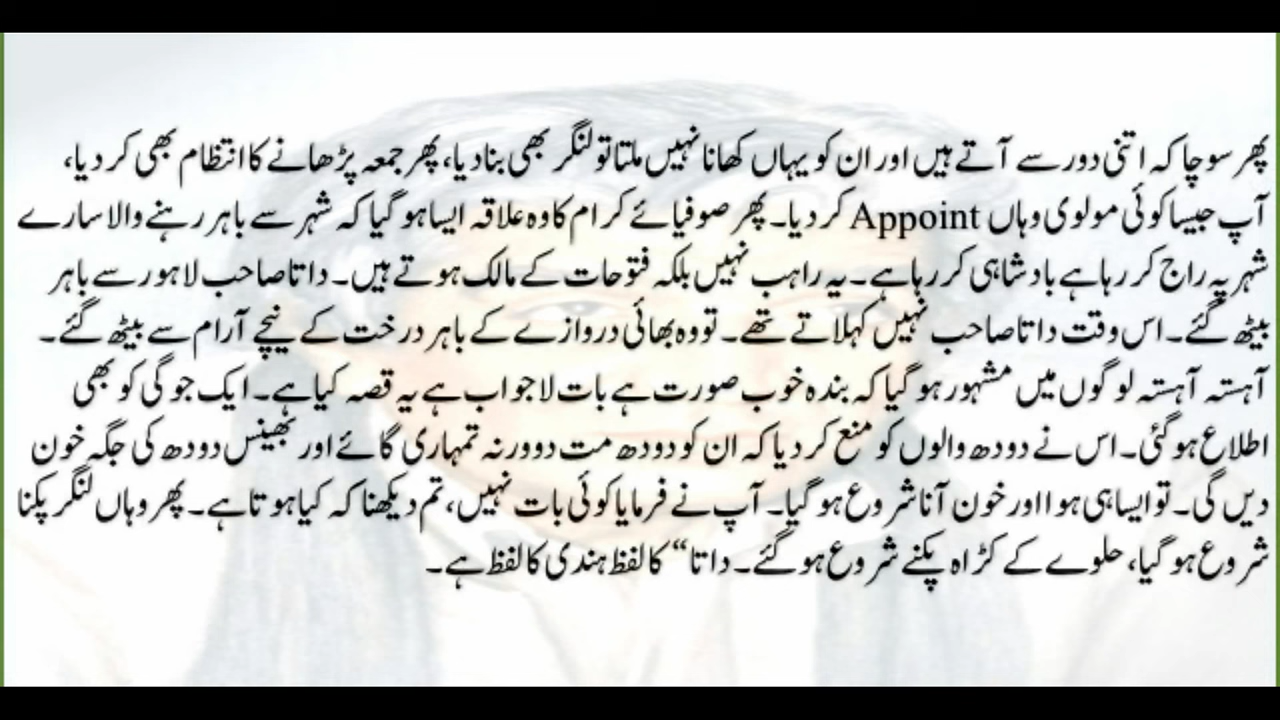 پھر سوچا کہ اتنی دور سے آتے ہیں اور ان کو یہاں کھانا نہیں ملتا تو لنگر بھی بنا دیا، پھر جمعہ پڑھانے کا انتظام بھی کر دیا،
آپ جیسا کوئی مولوی وہاں Appoint کر دیا۔ پھر صوفیائے کرام کا وہ علاقہ ایسا ہو گیا کہ شہر سے باہر رہنے والا سارے
شہر پہ راج کر رہا ہے بادشاہی کر رہا ہے۔ یہ راہب نہیں بلکہ فتوحات کے مالک ہوتے ہیں۔ داتا صاحب لاہور سے باہر
بیٹھ گئے۔ اس وقت داتا صاحب نہیں کہلاتے تھے۔ تو وہ بھائی دروازے کے باہر درخت کے نیچے آرام سے بیٹھ گئے۔
آہستہ آہستہ لوگوں میں مشہور ہو گیا کہ بندہ خوب صورت ہے بات لاجواب ہے یہ قصہ کیا ہے۔ ایک جوگی کو بھی
اطلاع ہو گئی۔ اس نے دودھ والوں کو منع کر دیا کہ ان کو دودھ مت دو ورنہ تمہاری گائے اور بھینس دودھ کی جگہ خون
دیں گی۔ تو ایسا ہی ہوا اور خون آنا شروع ہو گیا۔ آپ نے فرمایا کوئی بات نہیں، تم دیکھنا کہ کیا ہوتا ہے۔ پھر وہاں لنگر پکنا
شروع ہو گیا، حلوے کے کڑاہ پکنے شروع ہو گئے۔ داتا“ کا لفظ ہندی کا لفظ ہے۔